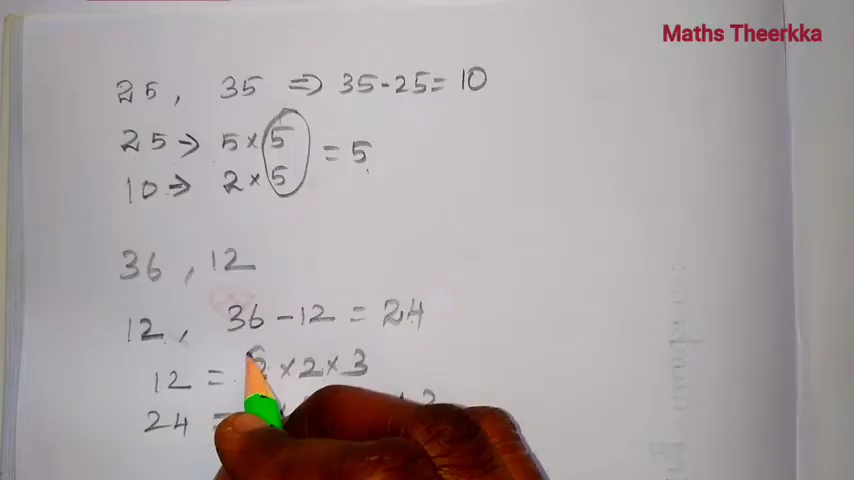 Maths Theerkka
25, 35 ⇒ 35-25=10
25 → 5×5
= 5
10 → 2×5
36, 12
12, 36-12 = 24
12 = 2×2×3
24 =